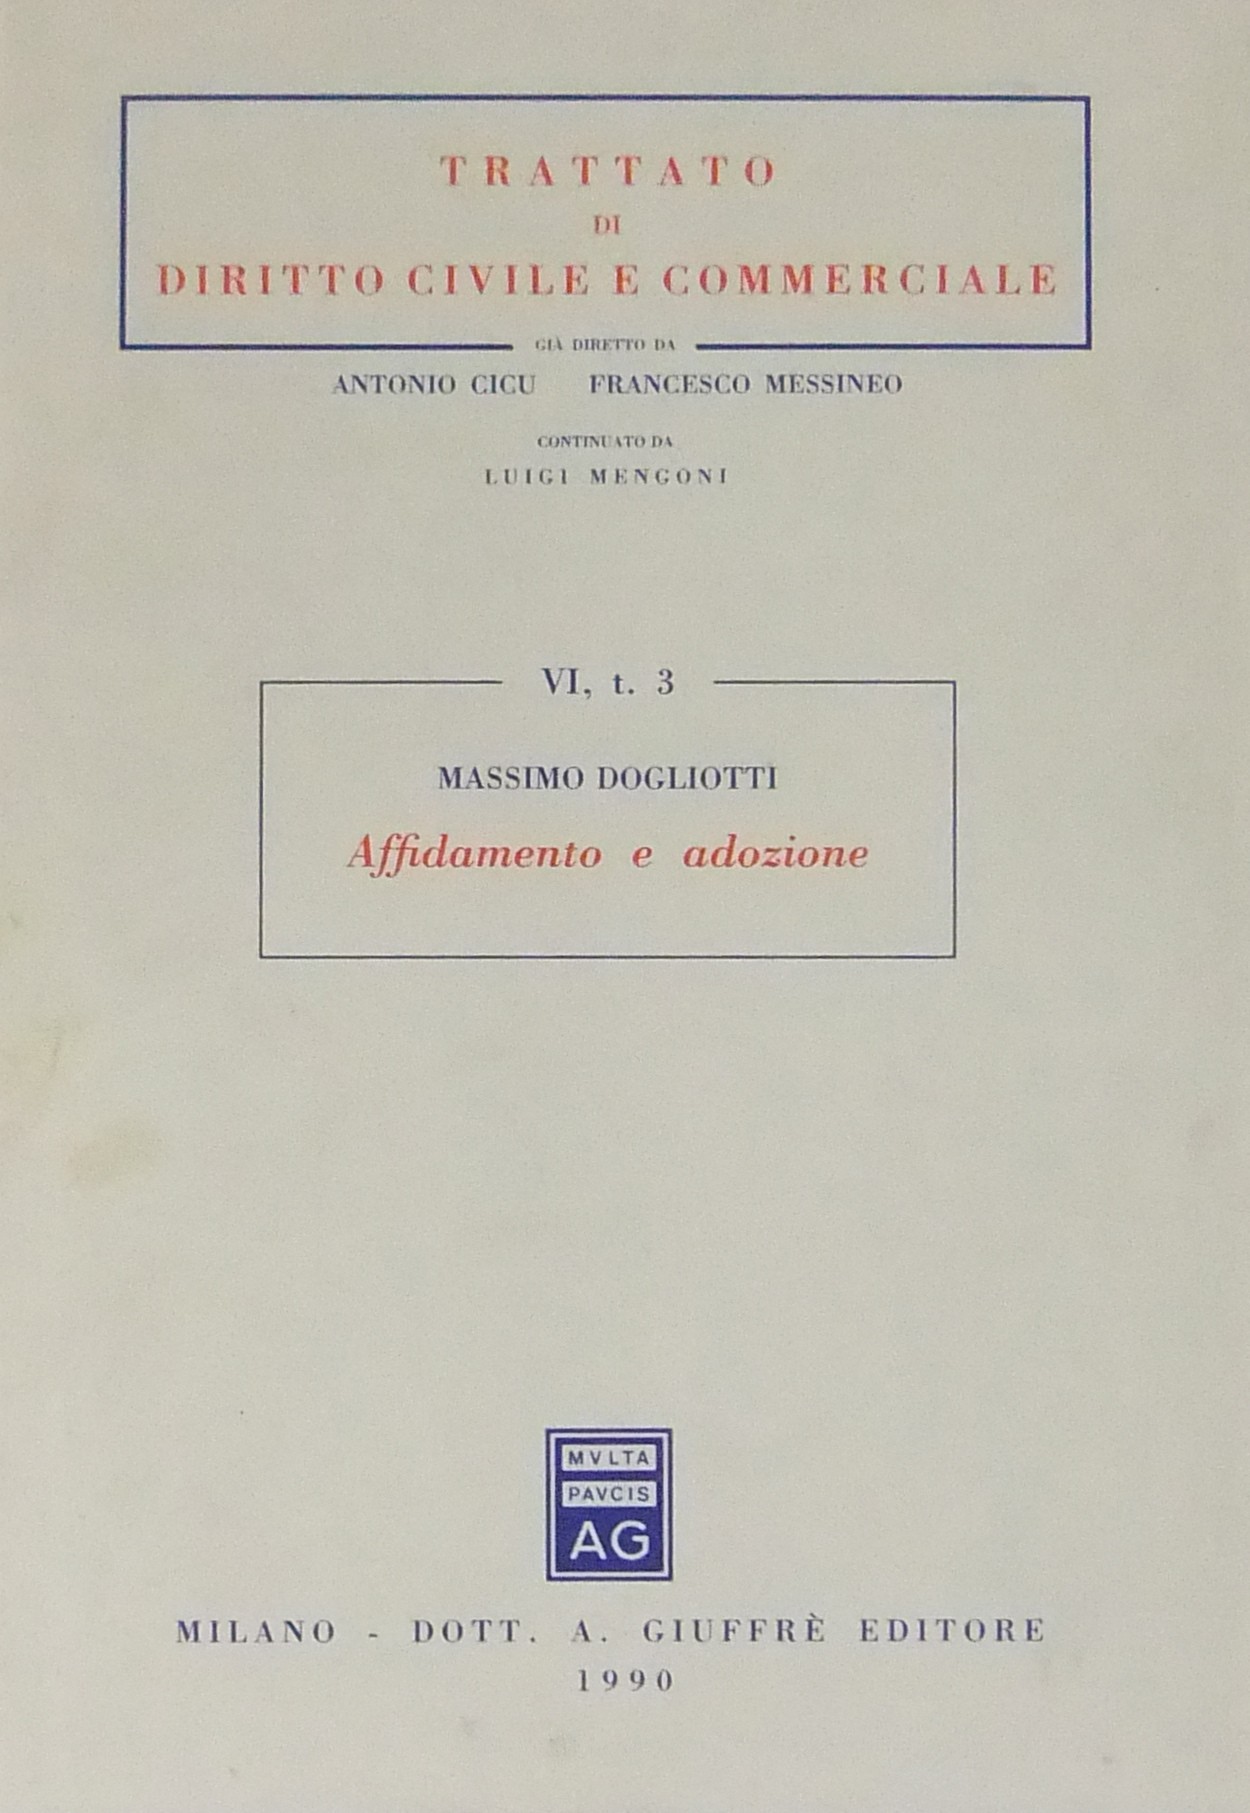 TRATTATO
DI
DIRITTO CIVILE E COMMERCIALE
GIÀ DIRETTO DA
ANTONIO CICU FRANCESCO MESSINEO
CONTINUATO DA
LUIGI MENGONI
VI, t. 3
MASSIMO DOGLIOTTI
Affidamento e adozione
MVLTA
PAVCIS
AG
MILANO - DOTT. A. GIUFFRÈ EDITORE
1990